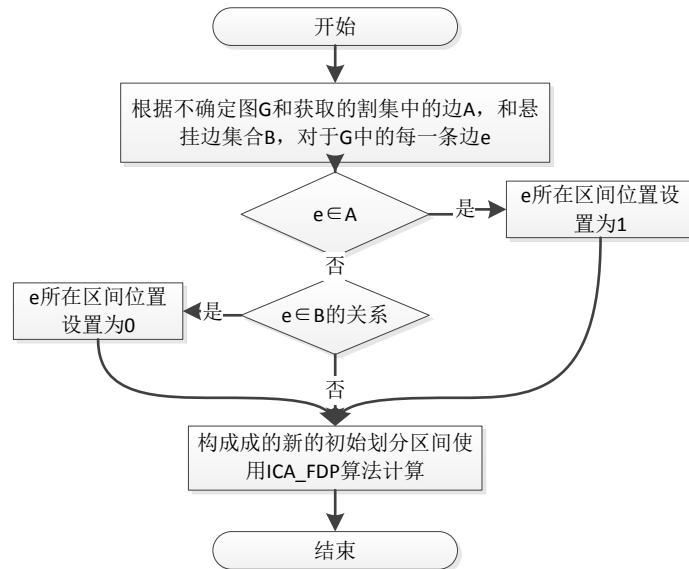 开始
根据不确定图G和获取的割集中的边A，和悬
挂边集合B，对于G中的每一条边e
e∈A
是
e所在区间位置设
置为1
否
e所在区间位置
设置为0
是
e∈B的关系
否
构成成的新的初始划分区间使
用ICA_FDP算法计算
结束